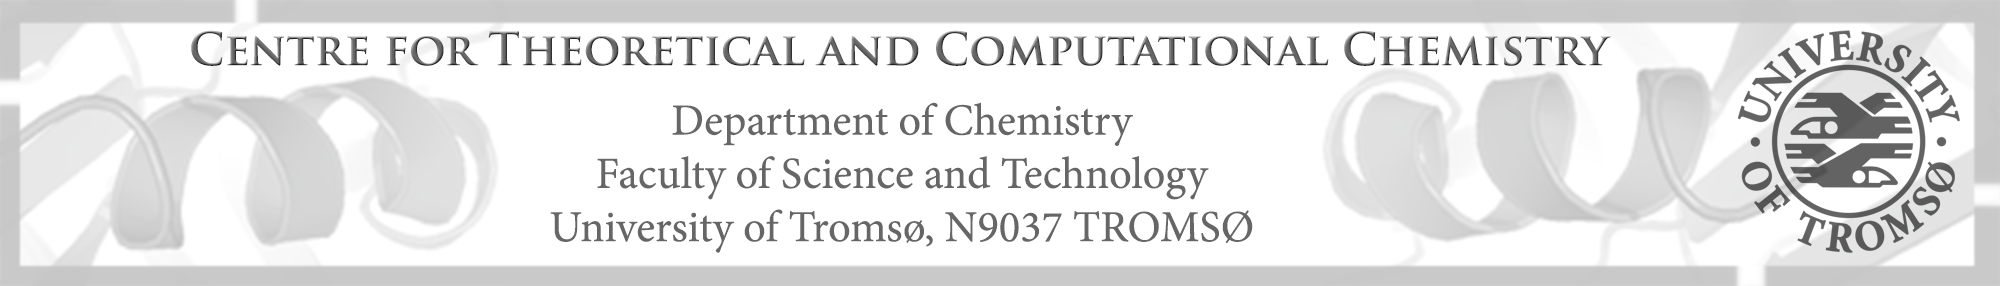 CENTRE FOR THEORETICAL AND COMPUTATIONAL CHEMISTRY
Department of Chemistry
Faculty of Science and Technology
University of Tromsø, N9037 TROMSØ
UNIVERSITY
· OF TROMSØ ·